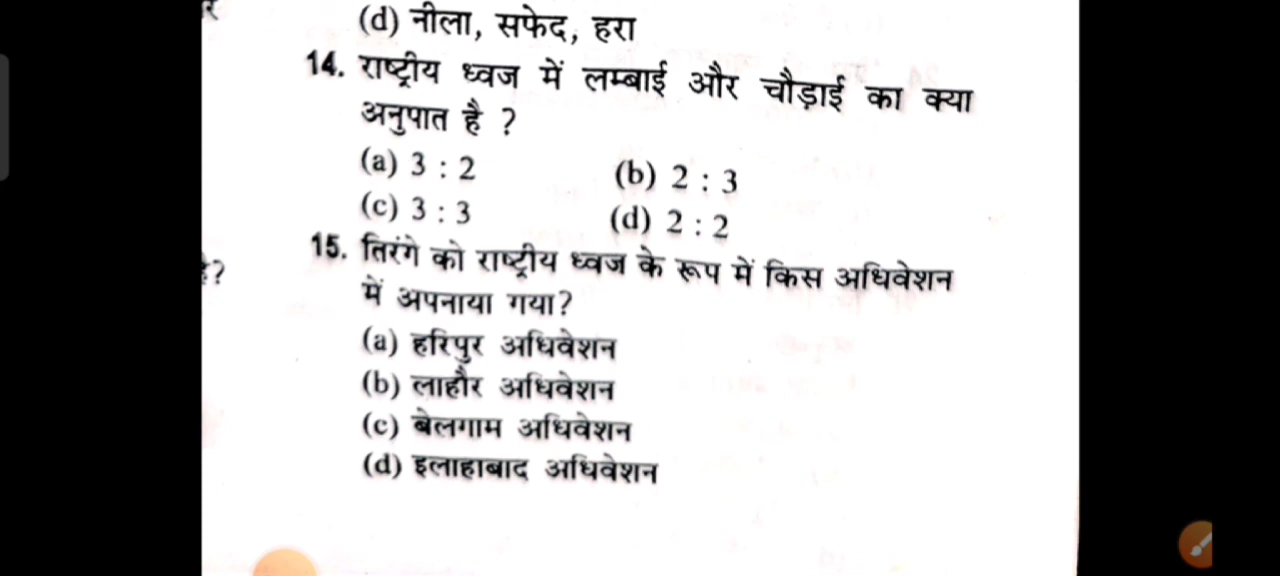 (d) नीला, सफेद, हरा
14. राष्ट्रीय ध्वज में लम्बाई और चौड़ाई का क्या
अनुपात है ?
(a) 3 : 2 (b) 2 : 3
(c) 3 : 3 (d) 2 : 2
15. तिरंगे को राष्ट्रीय ध्वज के रूप में किस अधिवेशन
में अपनाया गया?
(a) हरिपुर अधिवेशन
(b) लाहौर अधिवेशन
(c) बेलगाम अधिवेशन
(d) इलाहाबाद अधिवेशन